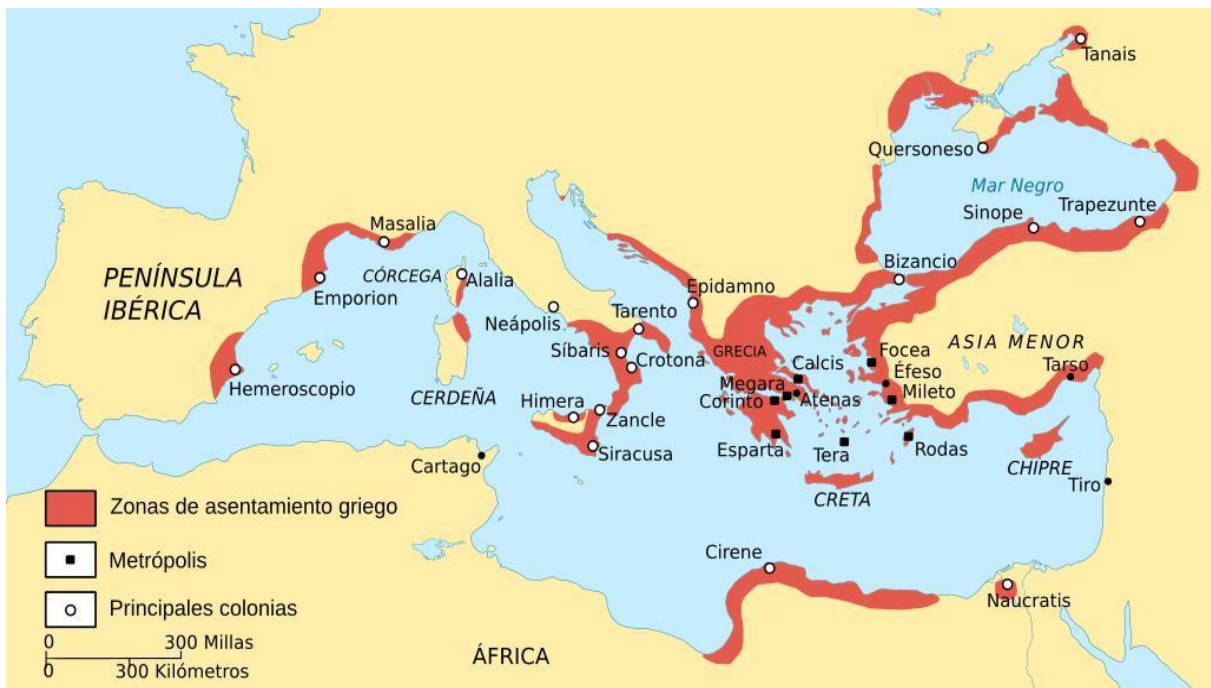 Tanais
Quersoneso
Mar Negro
Sinope
Trapezunte
Masalia
Bizancio
PENÍNSULA
IBÉRICA
CÓRCEGA
Alalia
Emporion
Epidamno
Neápolis
Tarento
ASIA MENOR
Síbaris
Crotona
GRECIA
Calcis
Focea
Tarso
Éfeso
Hemeroscopio
CERDEÑA
Megara
Mileto
Himera
Corinto
Atenas
Zancle
Siracusa
Esparta
Tera
Rodas
CHIPRE
Cartago
Tiro
CRETA
Zonas de asentamiento griego
Metrópolis
Cirene
Principales colonias
Naucratis
0 300 Millas
0 300 Kilómetros
ÁFRICA